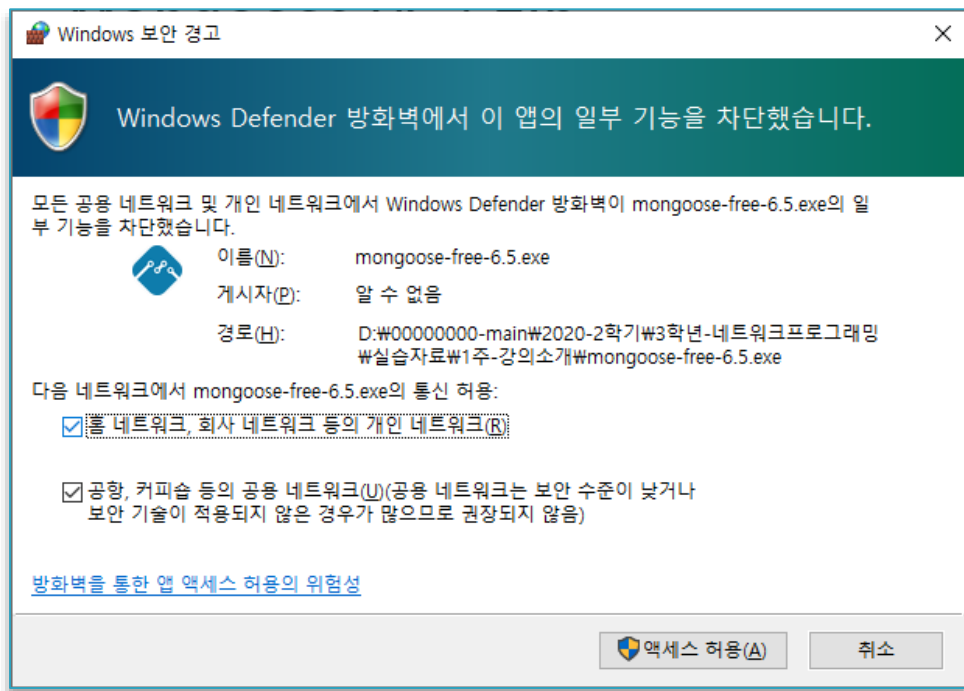 Windows 보안 경고
Windows Defender 방화벽에서 이 앱의 일부 기능을 차단했습니다.
모든 공용 네트워크 및 개인 네트워크에서 Windows Defender 방화벽이 mongoose-free-6.5.exe의 일
부 기능을 차단했습니다.
이름(N): mongoose-free-6.5.exe
게시자(P): 알 수 없음
경로(H): D:₩00000000-main₩2020-2학기₩3학년-네트워크프로그래밍
₩실습자료₩1주-강의소개₩mongoose-free-6.5.exe
다음 네트워크에서 mongoose-free-6.5.exe의 통신 허용:
홈 네트워크, 회사 네트워크 등의 개인 네트워크(R)
공항, 커피숍 등의 공용 네트워크(U)(공용 네트워크는 보안 수준이 낮거나
보안 기술이 적용되지 않은 경우가 많으므로 권장되지 않음)
방화벽을 통한 앱 액세스 허용의 위험성
액세스 허용(A) 취소